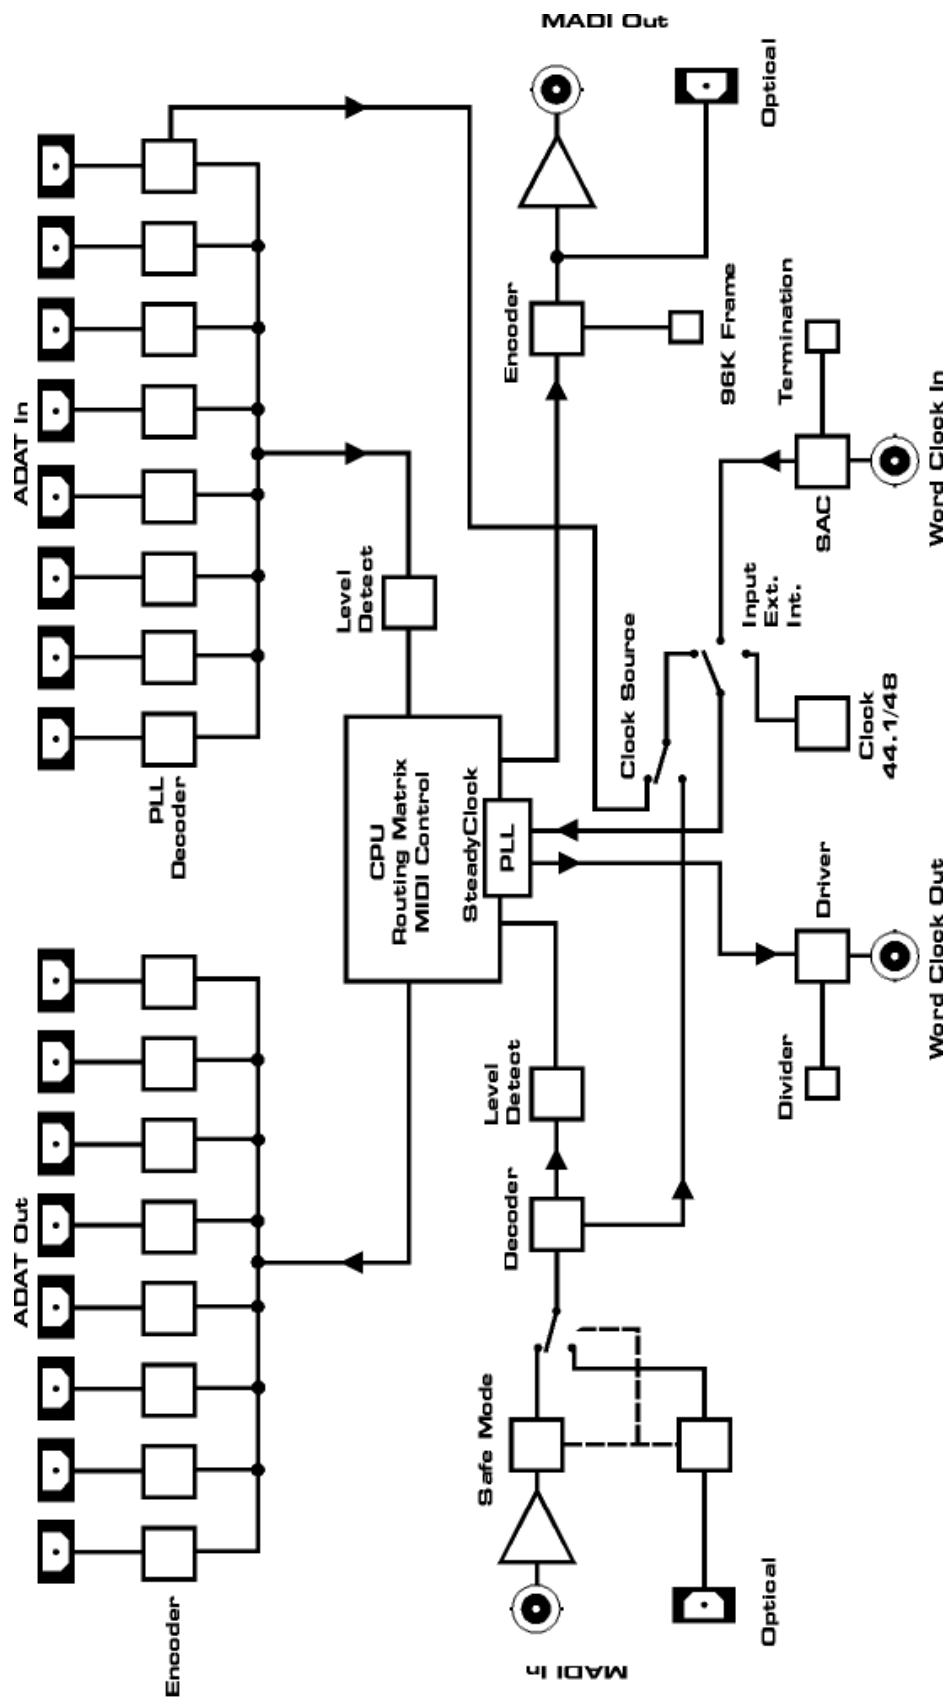 MADI Out
Optical
ADAT In
Encoder
96K Frame
Termination
Word Clock In
SAC
Level
Detect
Input
Ext.
Int.
Clock Source
Clock
44.1/48
PLL
Decoder
CPU
Routing Matrix
MIDI Control
SteadyClock
PLL
Driver
Word Clock Out
Divider
Level
Detect
Decoder
ADAT Out
Safe Mode
Encoder
Optical
MADI In